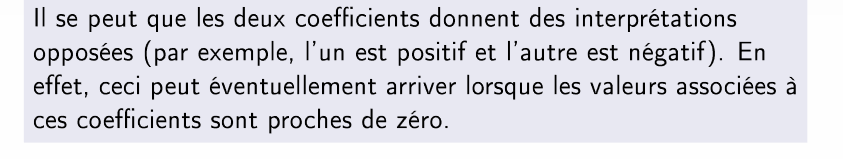 Il se peut que les deux coefficients donnent des interprétations
opposées (par exemple, l'un est positif et l'autre est négatif). En
effet, ceci peut éventuellement arriver lorsque les valeurs associées à
ces coefficients sont proches de zéro.